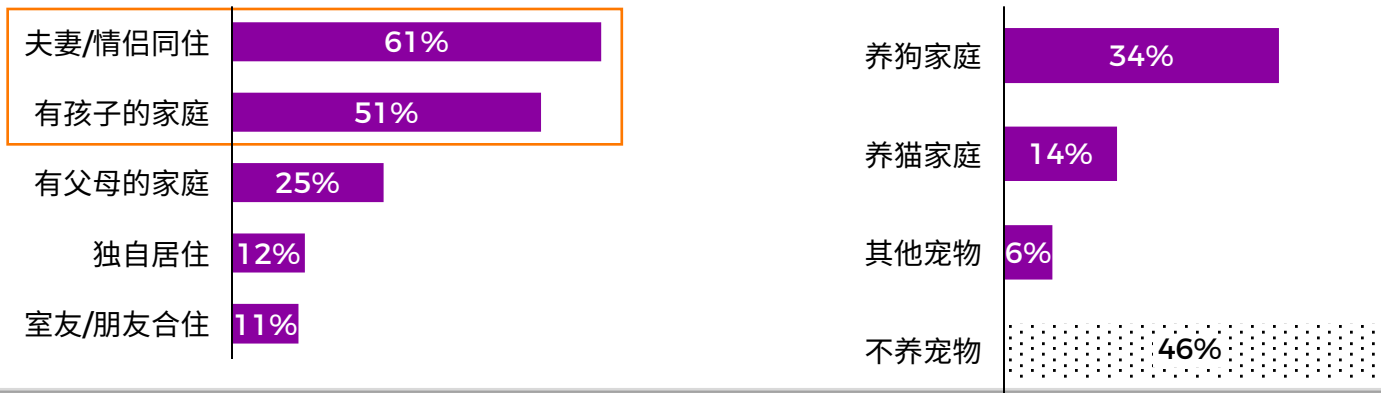 夫妻/情侣同住 61%
有孩子的家庭 51%
有父母的家庭 25%
独自居住 12%
室友/朋友合住 11%
养狗家庭 34%
养猫家庭 14%
其他宠物 6%
不养宠物 46%